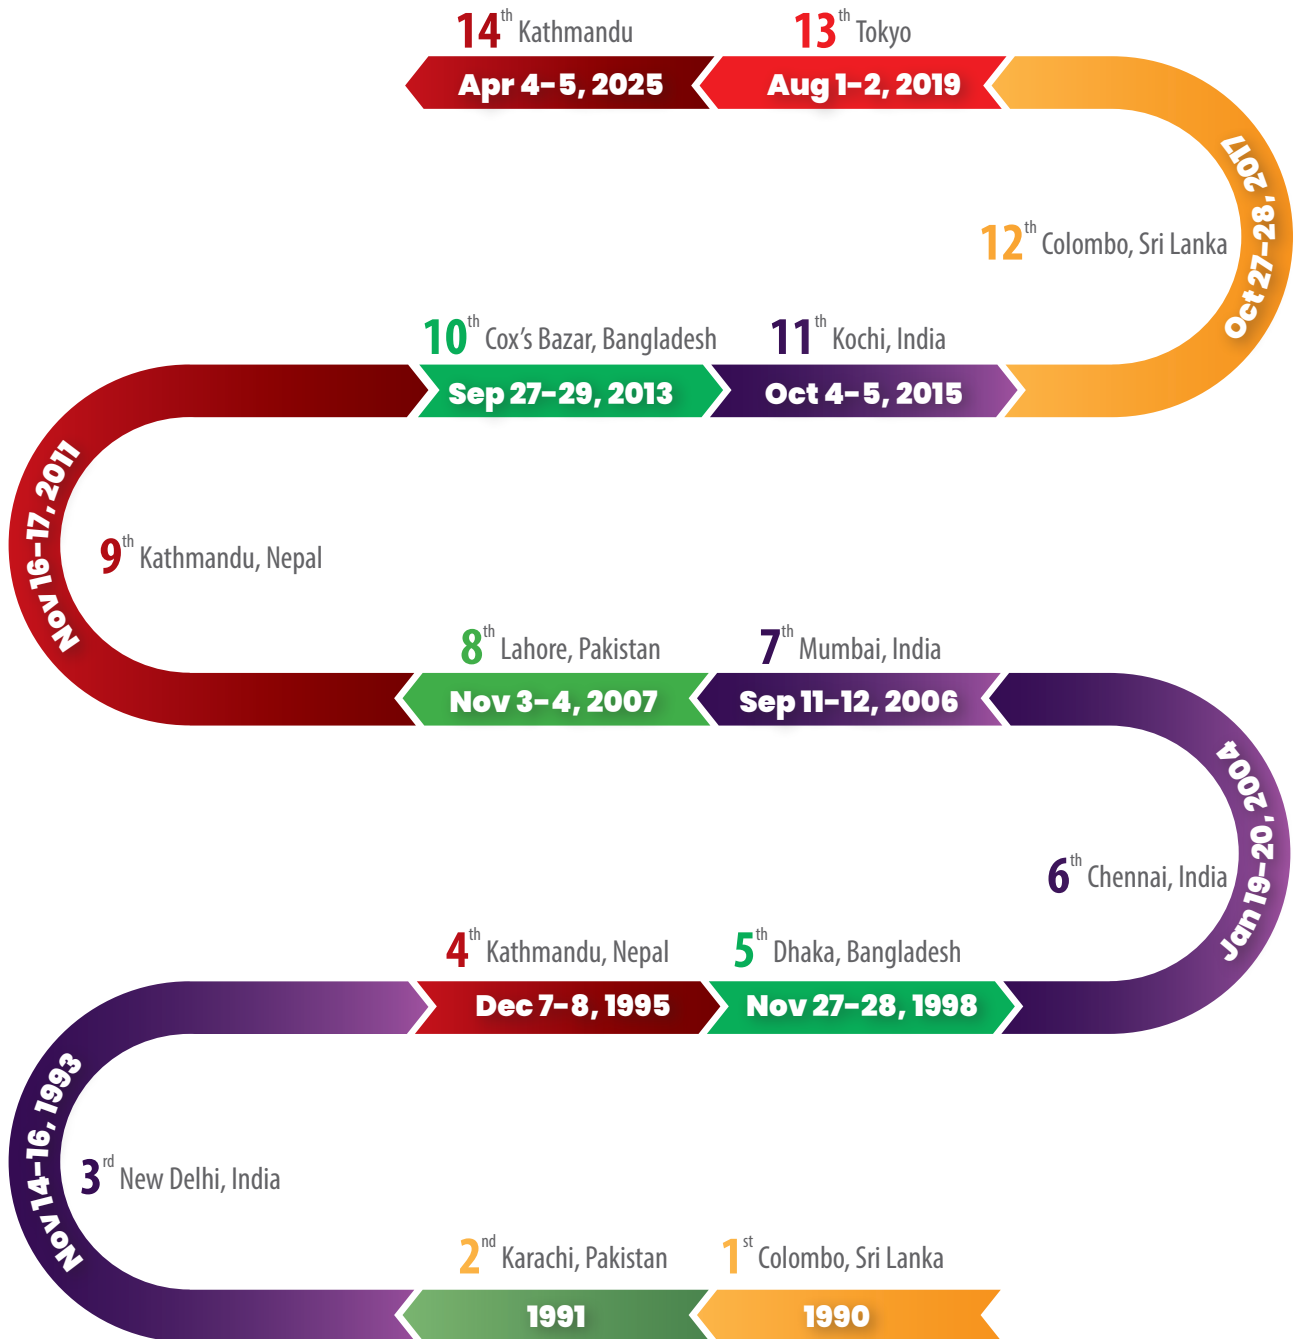 14th Kathmandu
13th Tokyo
Apr 4-5, 2025
Aug 1-2, 2019
Oct 27-28, 2017
12th Colombo, Sri Lanka
10th Cox’s Bazar, Bangladesh
11th Kochi, India
Sep 27-29, 2013
Oct 4-5, 2015
Nov 16-17, 2011
9th Kathmandu, Nepal
8th Lahore, Pakistan
7th Mumbai, India
Nov 3-4, 2007
Sep 11-12, 2006
Jan 19-20, 2004
6th Chennai, India
4th Kathmandu, Nepal
5th Dhaka, Bangladesh
Dec 7-8, 1995
Nov 27-28, 1998
Nov 14-16, 1993
3rd New Delhi, India
2nd Karachi, Pakistan
1st Colombo, Sri Lanka
1991
1990